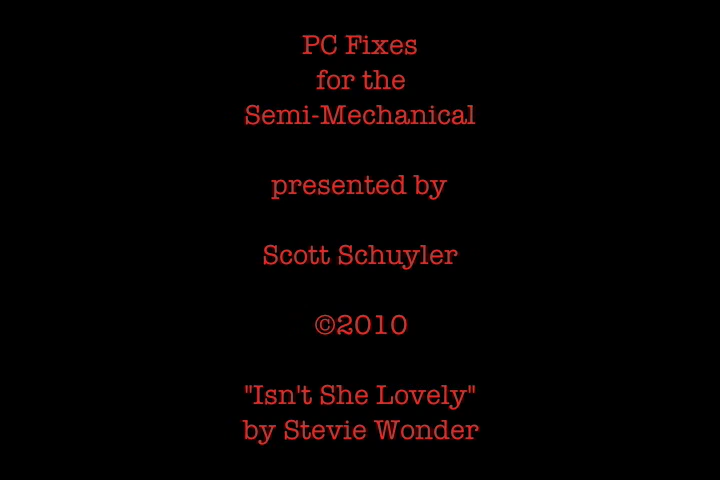 PC Fixes
for the
Semi-Mechanical
presented by
Scott Schuyler
©2010
"Isn't She Lovely"
by Stevie Wonder